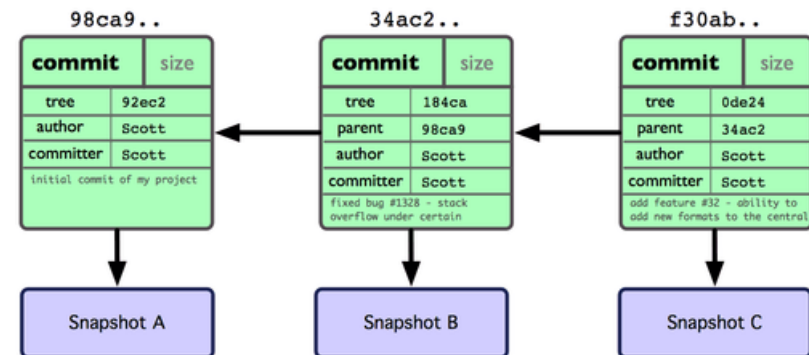 98ca9..
commit size
tree 92ec2
author Scott
committer Scott
initial commit of my project
Snapshot A
34ac2..
commit size
tree 184ca
parent 98ca9
author Scott
committer Scott
fixed bug #1328 - stack
overflow under certain
Snapshot B
f30ab..
commit size
tree 0de24
parent 34ac2
author Scott
committer Scott
add feature #32 - ability to
add new formats to the central
Snapshot C